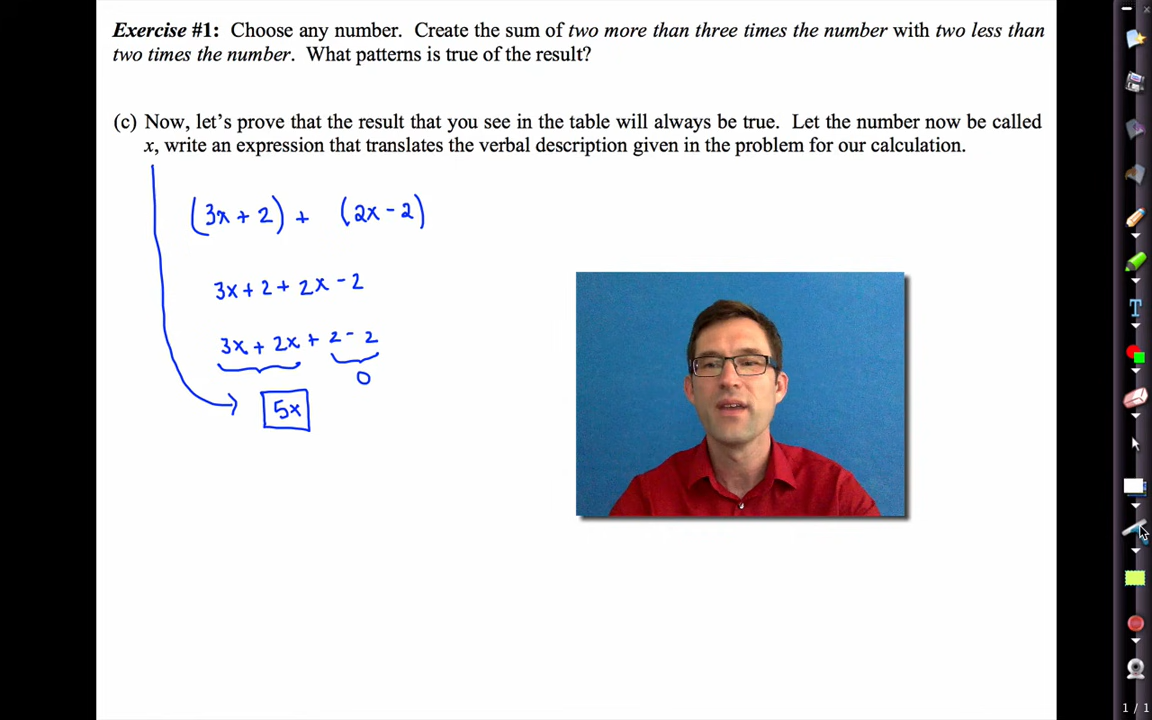 Exercise #1: Choose any number. Create the sum of two more than three times the number with two less than
two times the number. What patterns is true of the result?
(c) Now, let's prove that the result that you see in the table will always be true. Let the number now be called
x, write an expression that translates the verbal description given in the problem for our calculation.
(3x + 2) + (2x - 2)
3x + 2 + 2x - 2
3x + 2x + 2 - 2
0
5x
T
1 / 1